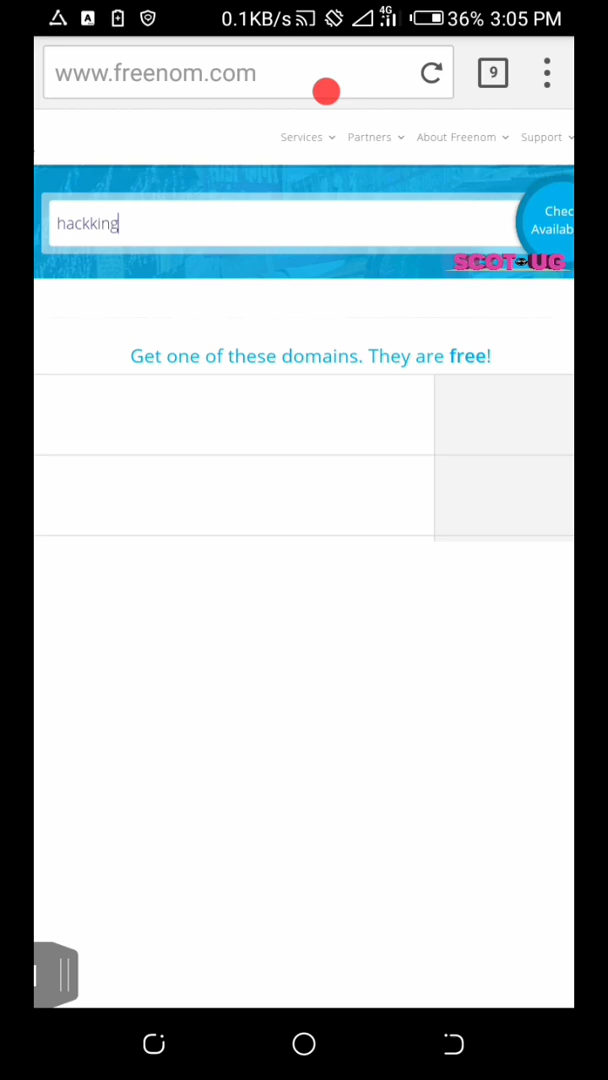 0.1KB/s 4G 36% 3:05 PM
www.freenom.com 9
Services Partners About Freenom Support
hackking
Chec
Availab
SCOT UG
Get one of these domains. They are free!